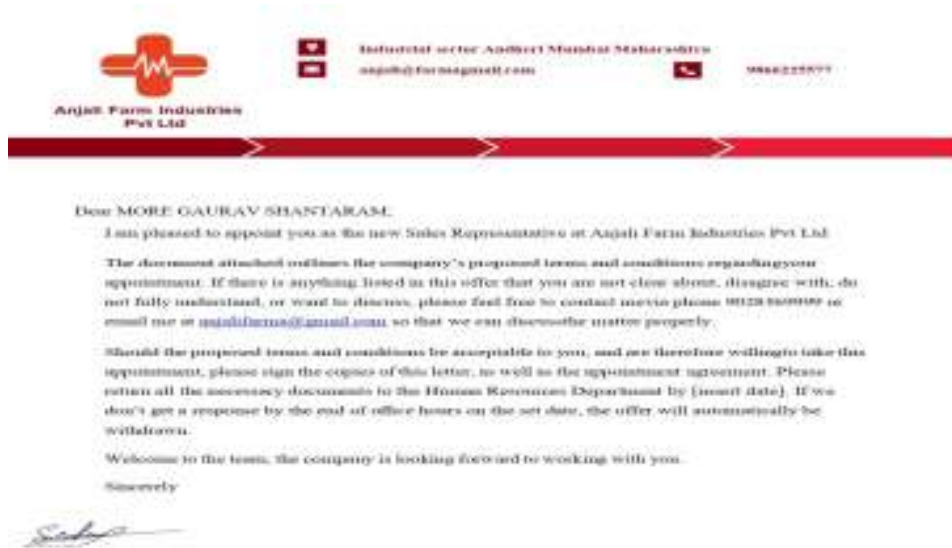 Industrial sector Andheri Mumbai Maharashtra
Anjali Farm Industries
Pvt Ltd
Dear MORE GAURAV SHANTARAM,
I am pleased to appoint you as the new Sales Representative at Anjali Farm Industries Pvt Ltd
The document attached outlines the company's proposed terms and conditions regardingyour
appointment. If there is anything listed in this offer that you are not clear about, disagree with, do
not fully understand, or want to discuss, please feel free to contact mevia phone or
email me at so that we can discussthe matter properly.
Should the proposed terms and conditions be acceptable to you, and are therefore willingto take this
appointment, please sign the copies of this letter, as well as the appointment agreement. Please
return all the necessary documents to the Human Resources Department by [insert date]. If we
don't get a response by the end of office hours on the set date, the offer will automatically be
withdrawn.
Welcome to the team, the company is looking forward to working with you.
Sincerely